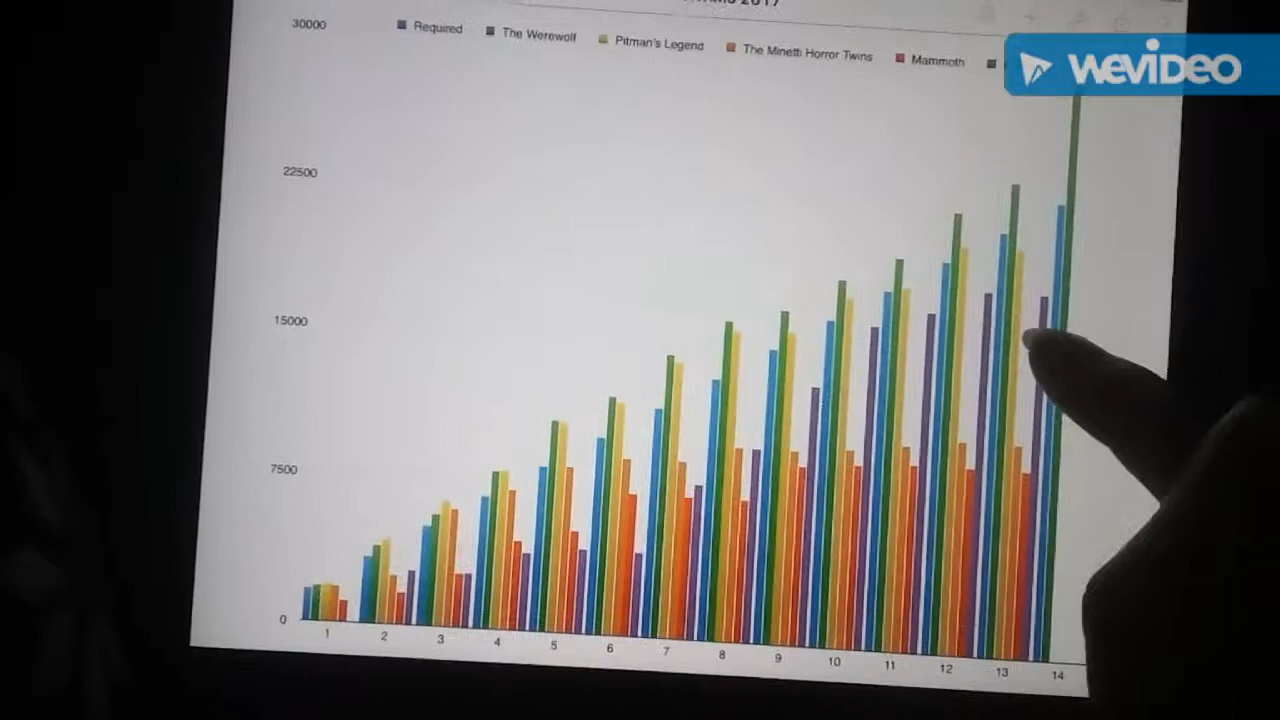 2017
30000
Required The Werewolf Pitman's Legend The Minetti Horror Twins Mammoth
WEVIDEO
22500
15000
7500
0
1 2 3 4 5 6 7 8 9 10 11 12 13 14